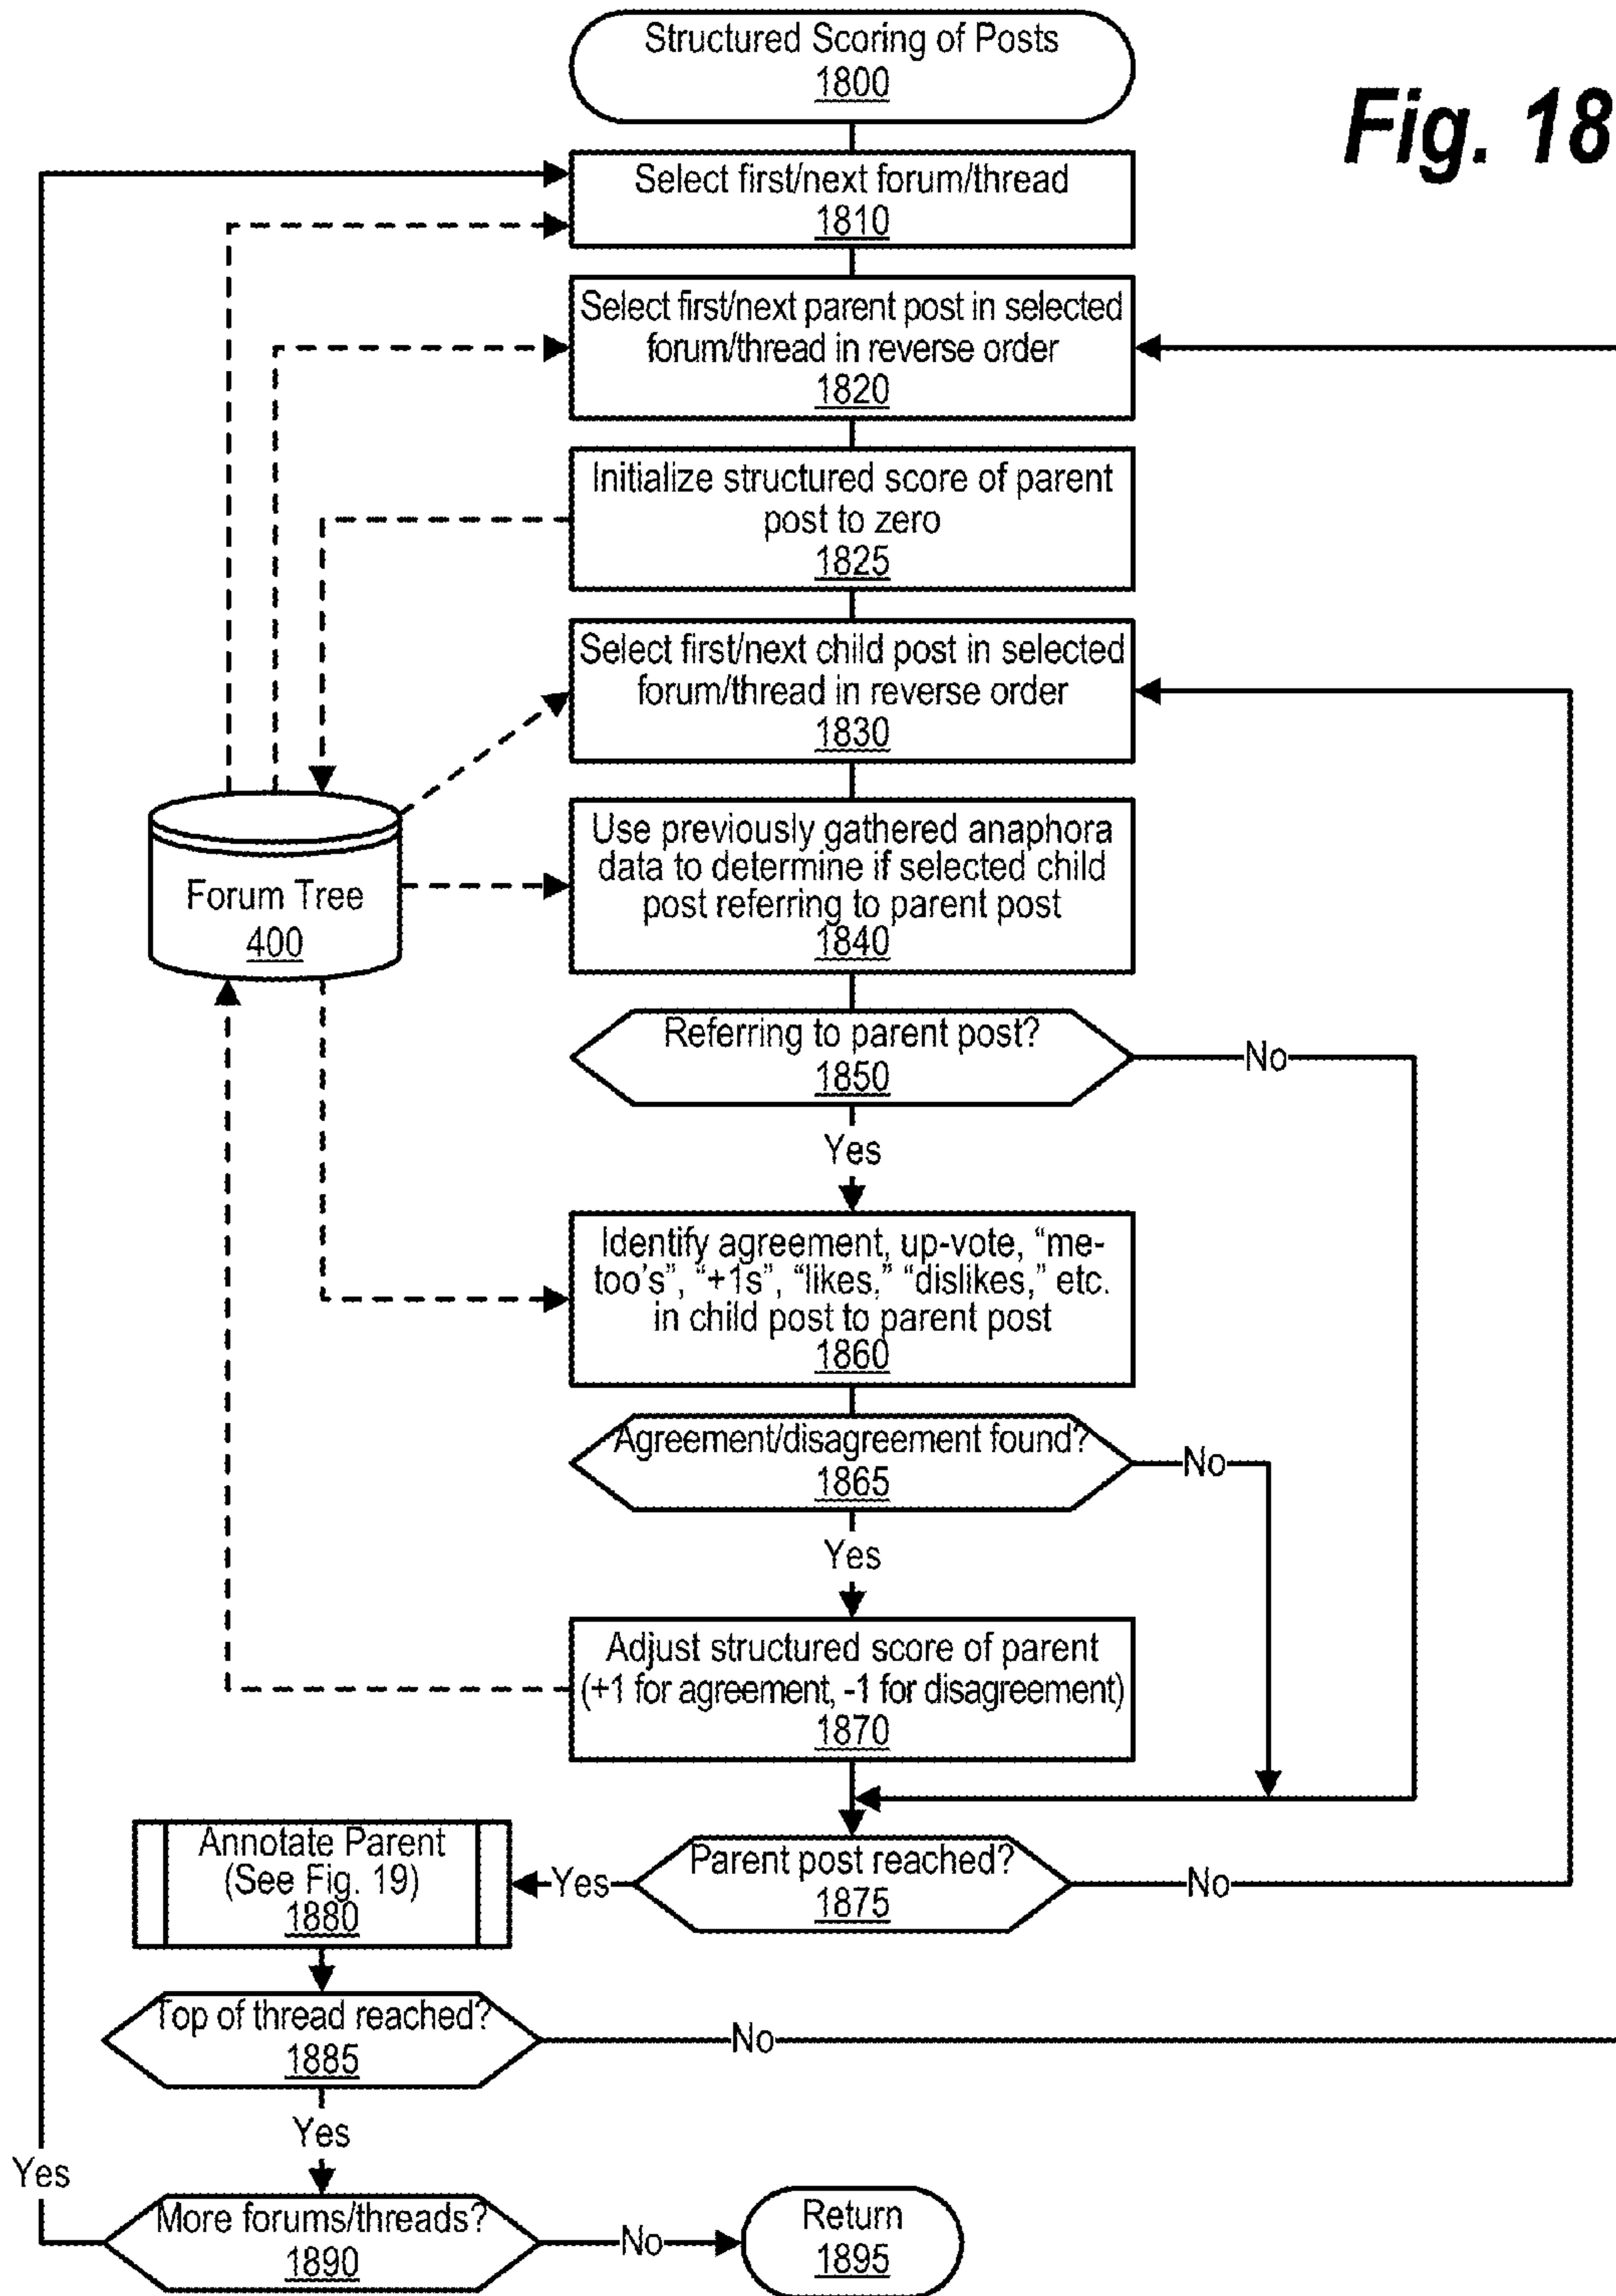 Structured Scoring of Posts
1800
Fig. 18
Select first/next forum/thread
1810
Select first/next parent post in selected
forum/thread in reverse order
1820
Initialize structured score of parent
post to zero
1825
Select first/next child post in selected
forum/thread in reverse order
1830
Use previously gathered anaphora
data to determine if selected child
post referring to parent post
1840
Forum Tree
400
Referring to parent post?
1850
No
Yes
Identify agreement, up-vote, “me-
too’s”, “+1s”, “likes,” “dislikes,” etc.
in child post to parent post
1860
Agreement/disagreement found?
1865
No
Yes
Adjust structured score of parent
(+1 for agreement, -1 for disagreement)
1870
Annotate Parent
(See Fig. 19)
1880
Yes
Parent post reached?
1875
No
Top of thread reached?
1885
No
Yes
Yes
More forums/threads?
1890
No
Return
1895